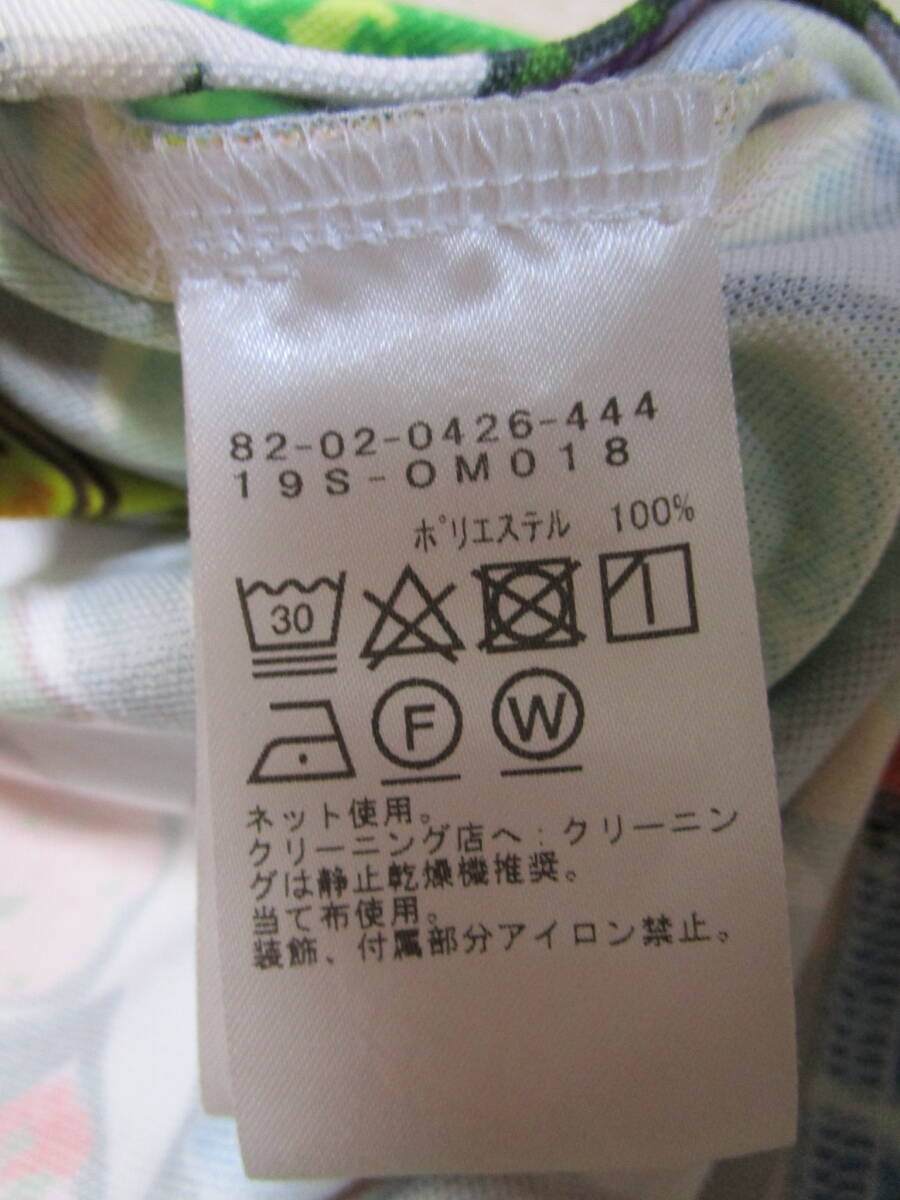 82-02-0426-444
19S-OM018
ポリエステル 100%
30
F W
ネット使用。
クリーニング店へ:クリーニン
グは静止乾燥機推奨。
当て布使用。
装飾、付属部分アイロン禁止。